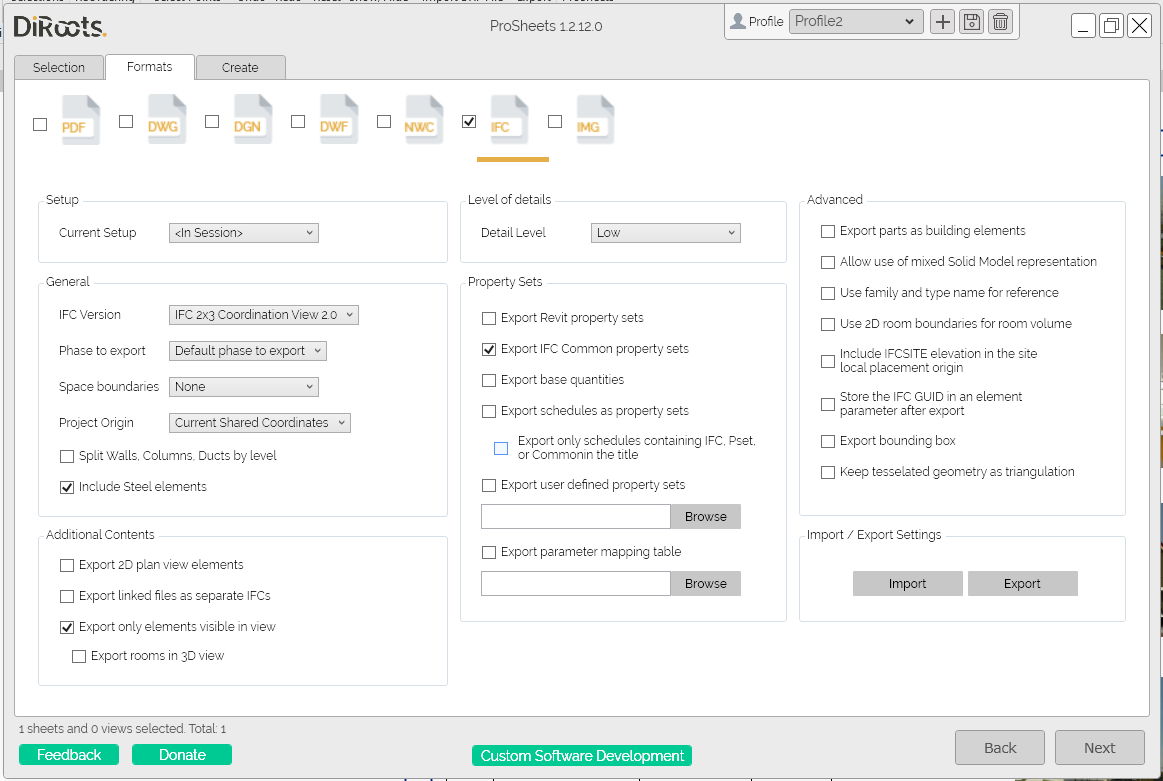 DiRoots.
ProSheets 1.2.12.0
Profile
Profile2
Selection
Formats
Create
PDF
DWG
DGN
DWF
NWC
IFC
IMG
Setup
Current Setup
<In Session>
General
IFC Version
IFC 2x3 Coordination View 2.0
Phase to export
Default phase to export
Space boundaries
None
Project Origin
Current Shared Coordinates
Split Walls, Columns, Ducts by level
Include Steel elements
Additional Contents
Export 2D plan view elements
Export linked files as separate IFCs
Export only elements visible in view
Export rooms in 3D view
Level of details
Detail Level
Low
Property Sets
Export Revit property sets
Export IFC Common property sets
Export base quantities
Export schedules as property sets
Export only schedules containing IFC, Pset,
or Commonin the title
Export user defined property sets
Browse
Export parameter mapping table
Browse
Advanced
Export parts as building elements
Allow use of mixed Solid Model representation
Use family and type name for reference
Use 2D room boundaries for room volume
Include IFCSITE elevation in the site
local placement origin
Store the IFC GUID in an element
parameter after export
Export bounding box
Keep tesselated geometry as triangulation
Import / Export Settings
Import
Export
1 sheets and 0 views selected. Total: 1
Feedback
Donate
Custom Software Development
Back
Next